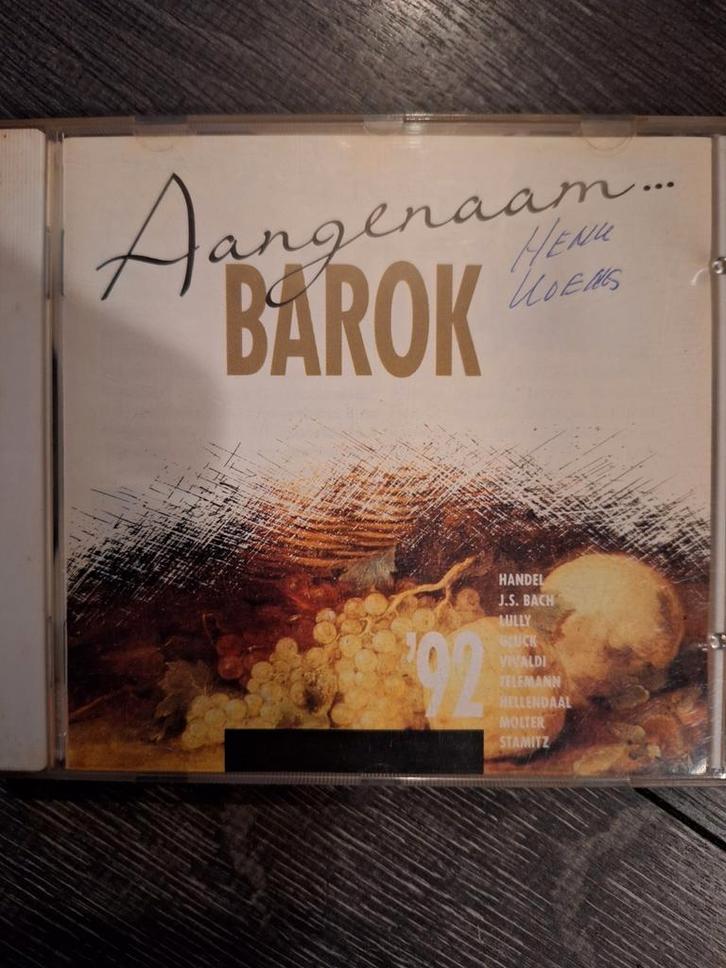 Aangenaam...
BAROK
HENK
'92
HANDEL
J.S. BACH
LULLY
GLUCK
VIVALDI
TELEMANN
HELLENDAAL
MOLTER
STAMITZ